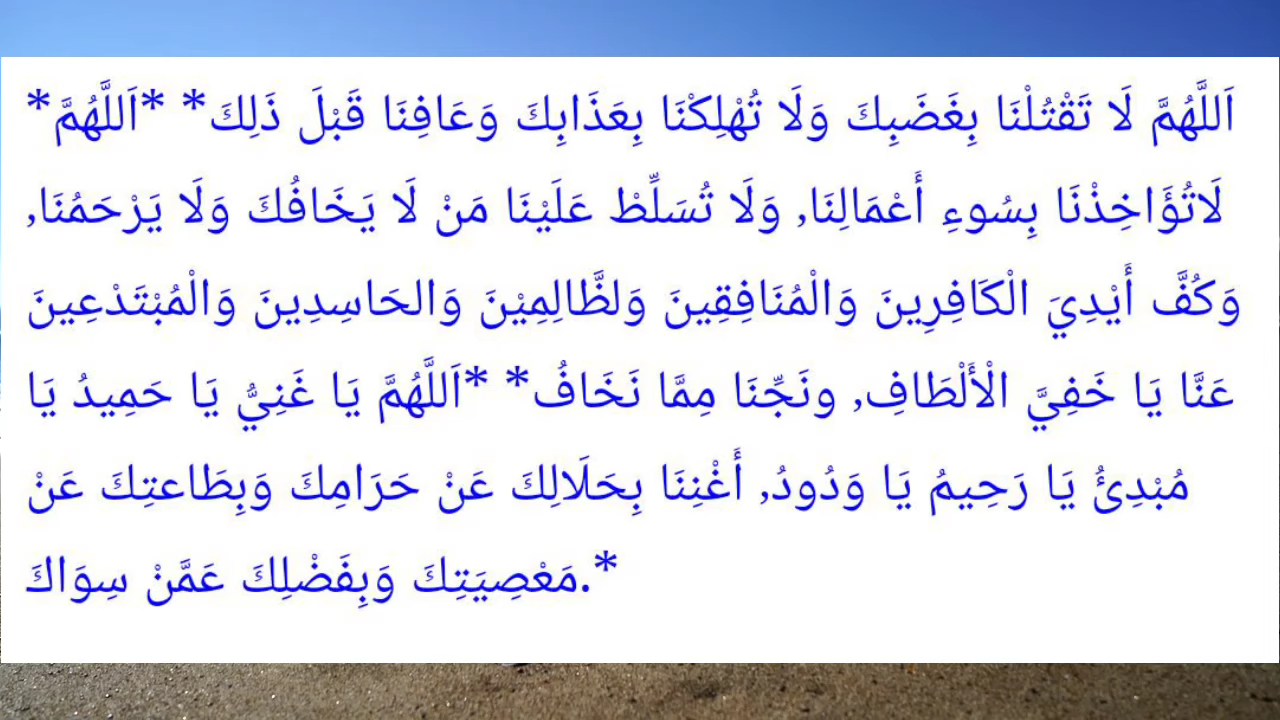 اَللَّهُمَّ لَا تَقْتُلْنَا بِغَضَبِكَ وَلَا تُهْلِكْنَا بِعَذَابِكَ وَعَافِنَا قَبْلَ ذَلِكَ* *اَللَّهُمَّ*
لَاتُؤَاخِذْنَا بِسُوءِ أَعْمَالِنَا, وَلَا تُسَلِّطْ عَلَيْنَا مَنْ لَا يَخَافُكَ وَلَا يَرْحَمُنَا,
وَكُفَّ أَيْدِيَ الْكَافِرِينَ وَالْمُنَافِقِينَ وَلظَّالِمِيْنَ وَالحَاسِدِينَ وَالْمُبْتَدْعِينَ
عَنَّا يَا خَفِيَّ الْأَلْطَافِ, ونَجِّنَا مِمَّا نَخَافُ* *اَللَّهُمَّ يَا غَنِيُّ يَا حَمِيدُ يَا
مُبْدِئُ يَا رَحِيمُ يَا وَدُودُ, أَغْنِنَا بِحَلَالِكَ عَنْ حَرَامِكَ وَبِطَاعتِكَ عَنْ
مَعْصِيَتِكَ وَبِفَضْلِكَ عَمَّنْ سِوَاكَ.*